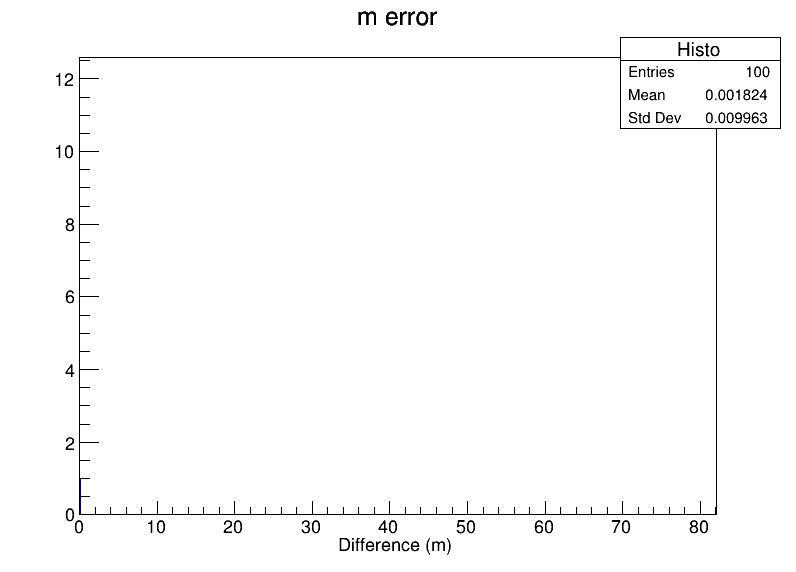 m error
Histo
Entries 100
Mean 0.001824
Std Dev 0.009963
12
10
8
6
4
2
0
0 10 20 30 40 50 60 70 80
Difference (m)